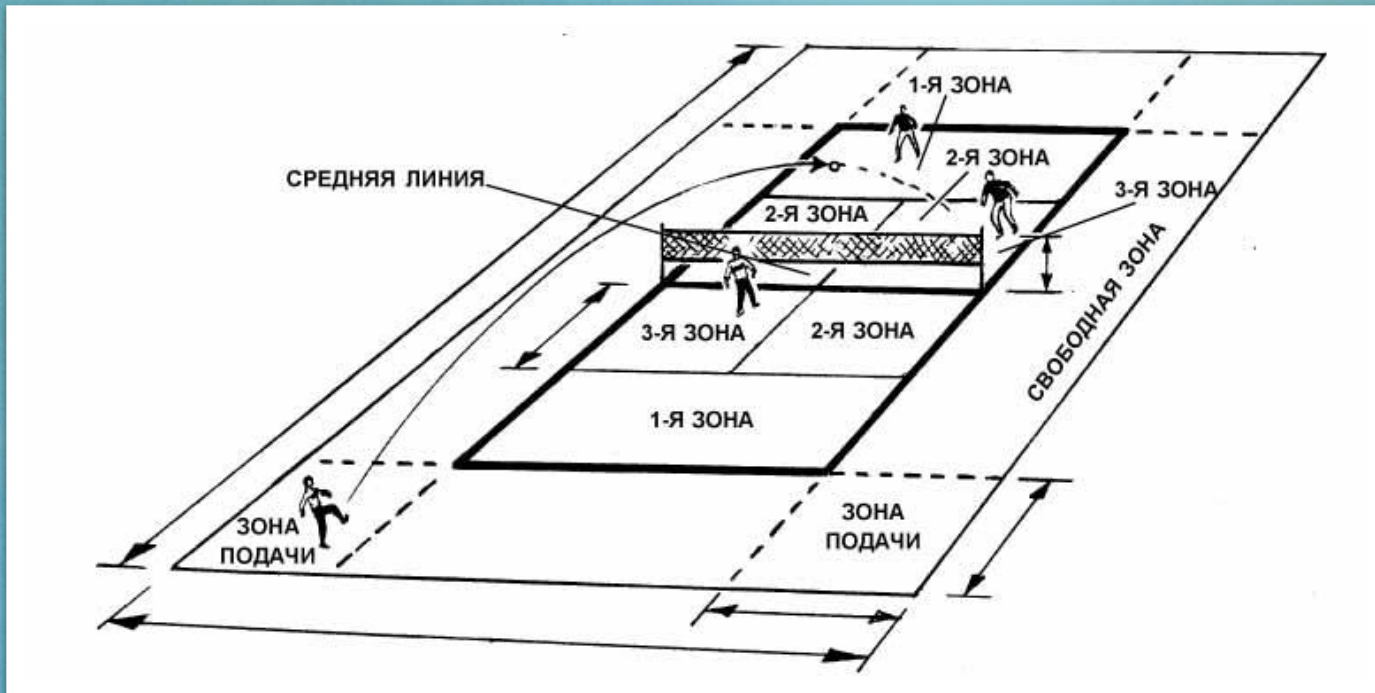 1-Я ЗОНА
2-Я ЗОНА
СРЕДНЯЯ ЛИНИЯ
3-Я ЗОНА
2-Я ЗОНА
СВОБОДНАЯ ЗОНА
3-Я ЗОНА
2-Я ЗОНА
1-Я ЗОНА
ЗОНА
ПОДАЧИ
ЗОНА
ПОДАЧИ